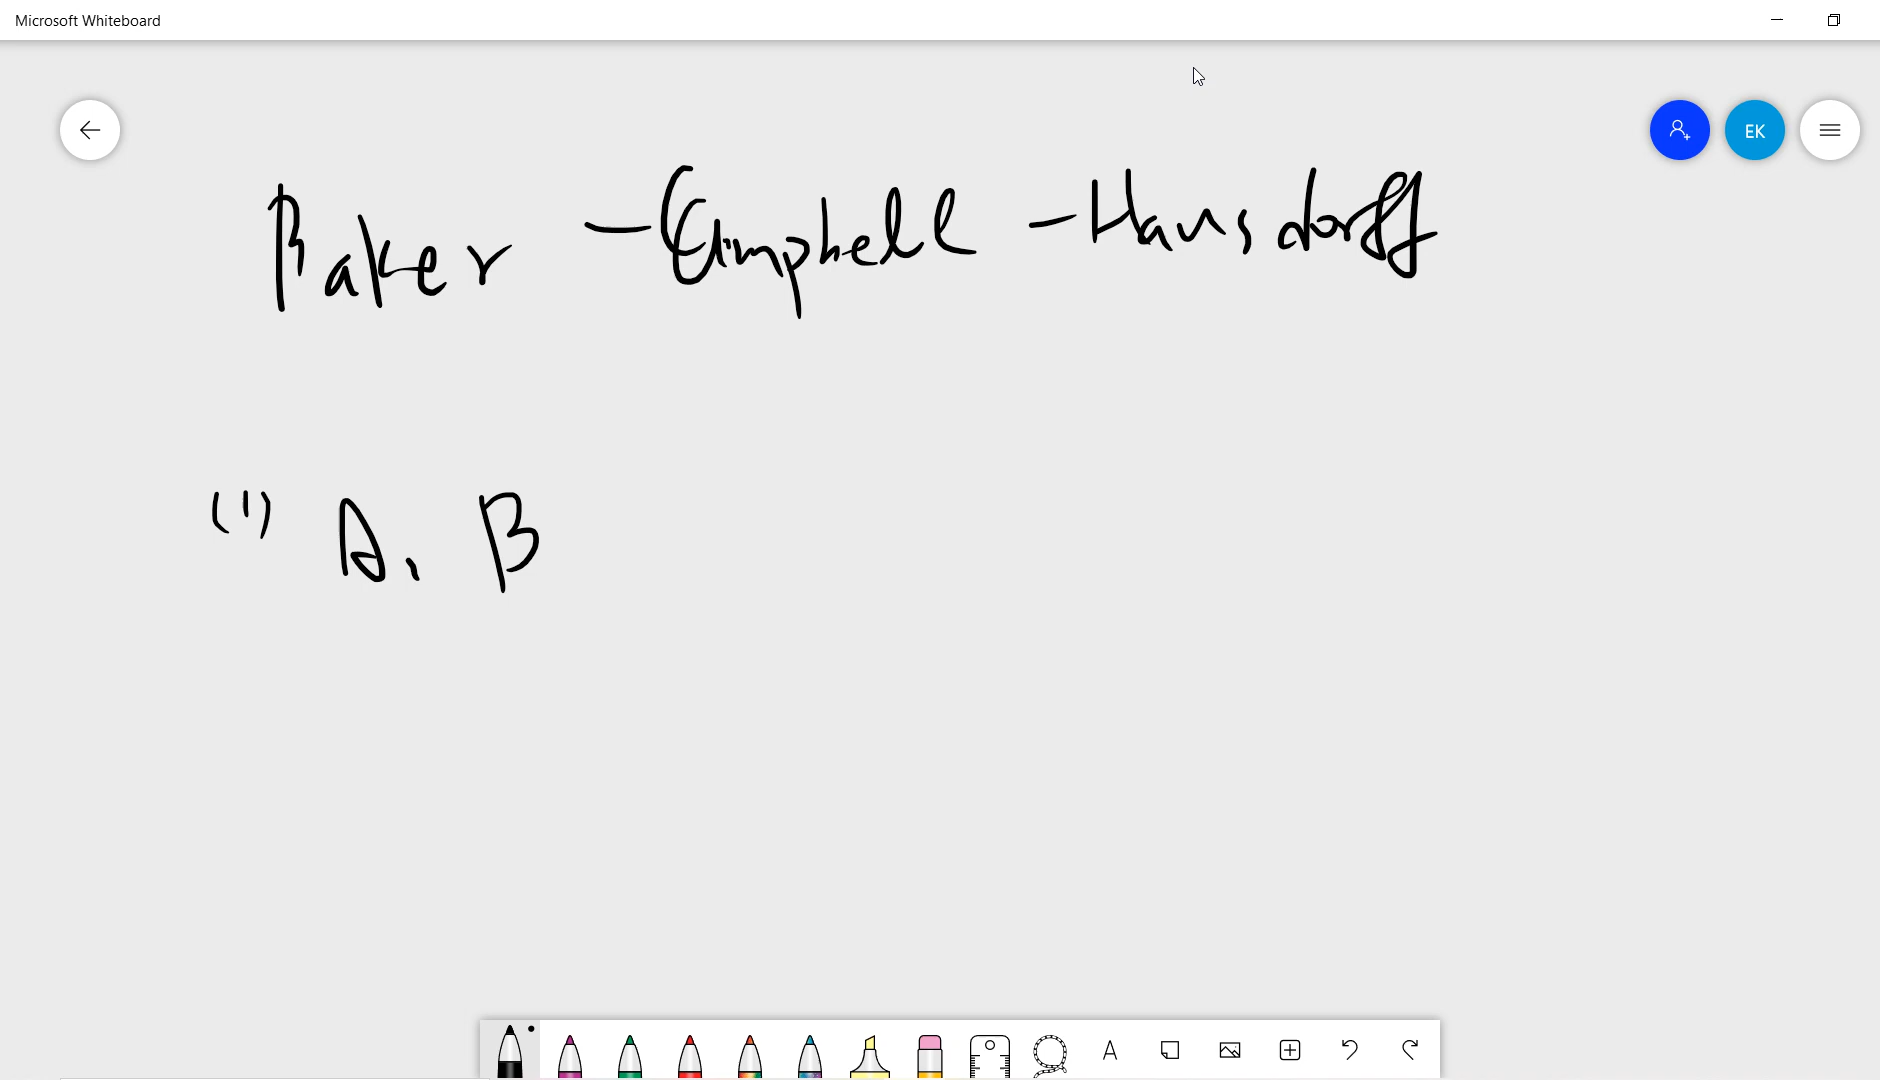 Microsoft Whiteboard
EK
Baker - Campbell - Hausdorff
(1) A, B
A